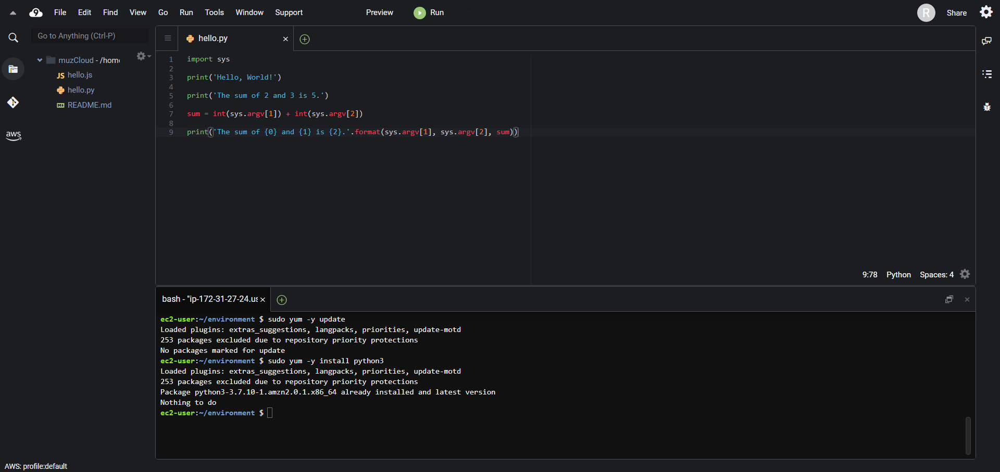 File Edit Find View Go Run Tools Window Support Preview Run R Share
Go to Anything (Ctrl-P)
muzCloud - /home
JS hello.js
hello.py
README.md
aws
hello.py
1 import sys
2
3 print('Hello, World!')
4
5 print('The sum of 2 and 3 is 5.')
6
7 sum = int(sys.argv[1]) + int(sys.argv[2])
8
9 print('The sum of {0} and {1} is {2}.'.format(sys.argv[1], sys.argv[2], sum))
9:78 Python Spaces: 4
bash - "ip-172-31-27-24.us
ec2-user:~/environment $ sudo yum -y update
Loaded plugins: extras_suggestions, langpacks, priorities, update-motd
253 packages excluded due to repository priority protections
No packages marked for update
ec2-user:~/environment $ sudo yum -y install python3
Loaded plugins: extras_suggestions, langpacks, priorities, update-motd
253 packages excluded due to repository priority protections
Package python3-3.7.10-1.amzn2.0.1.x86_64 already installed and latest version
Nothing to do
ec2-user:~/environment $
AWS: profile:default